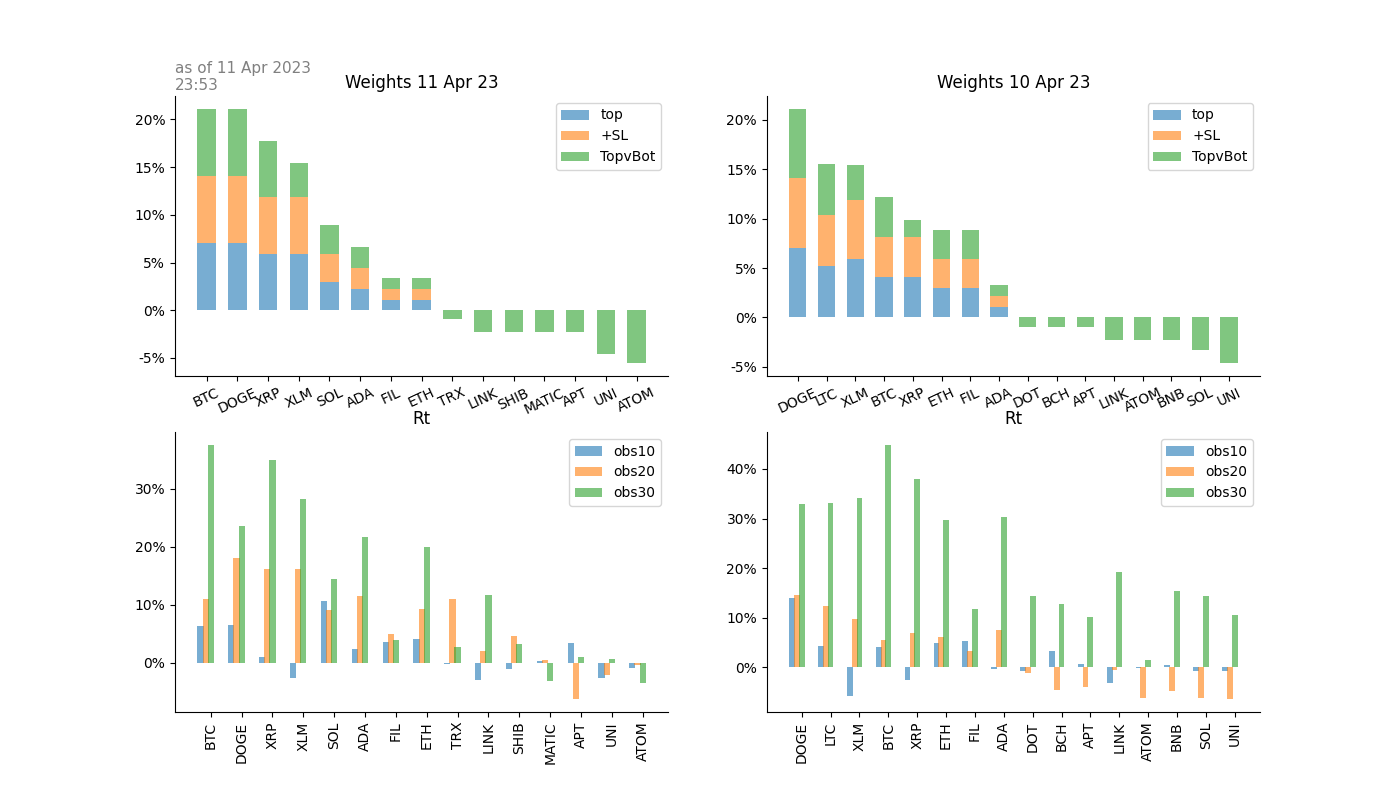 as of 11 Apr 2023
23:53
Weights 11 Apr 23
20%
15%
10%
5%
0%
-5%
top
+SL
TopvBot
BTC DOGE XRP XLM SOL ADA FIL ETH TRX LINK SHIB MATIC APT UNI ATOM
Weights 10 Apr 23
20%
15%
10%
5%
0%
-5%
top
+SL
TopvBot
DOGE LTC XLM BTC XRP ETH FIL ADA DOT BCH APT LINK ATOM BNB SOL UNI
Rt
30%
20%
10%
0%
obs10
obs20
obs30
BTC DOGE XRP XLM SOL ADA FIL ETH TRX LINK SHIB MATIC APT UNI ATOM
Rt
40%
30%
20%
10%
0%
obs10
obs20
obs30
DOGE LTC XLM BTC XRP ETH FIL ADA DOT BCH APT LINK ATOM BNB SOL UNI